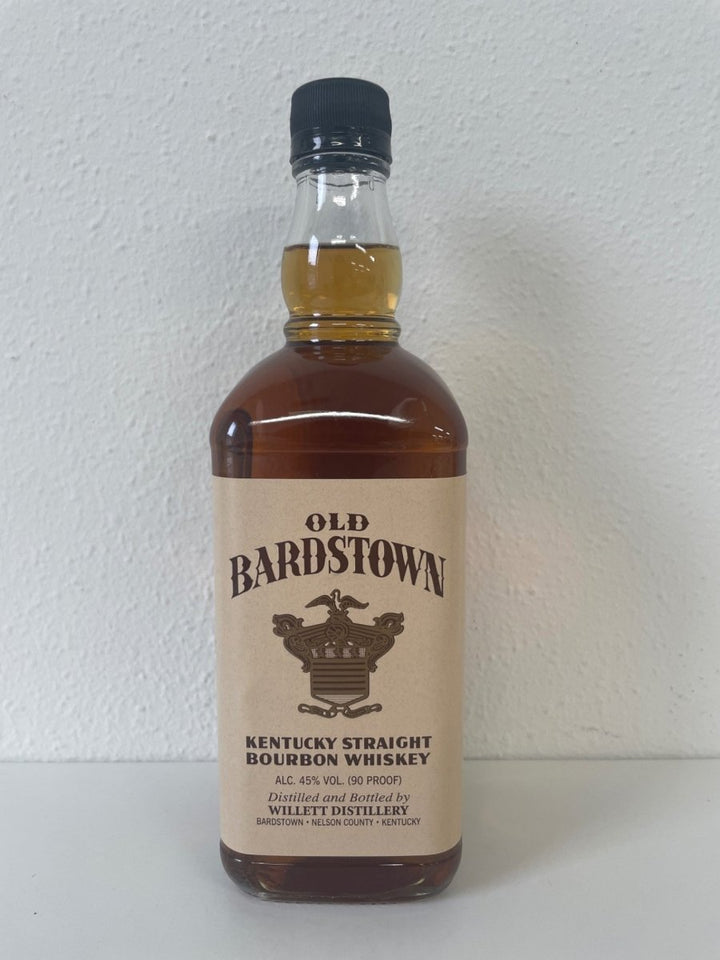 OLD
BARDSTOWN
KENTUCKY STRAIGHT
BOURBON WHISKEY
ALC. 45% VOL. (90 PROOF)
Distilled and Bottled by
WILLETT DISTILLERY
BARDSTOWN • NELSON COUNTY • KENTUCKY